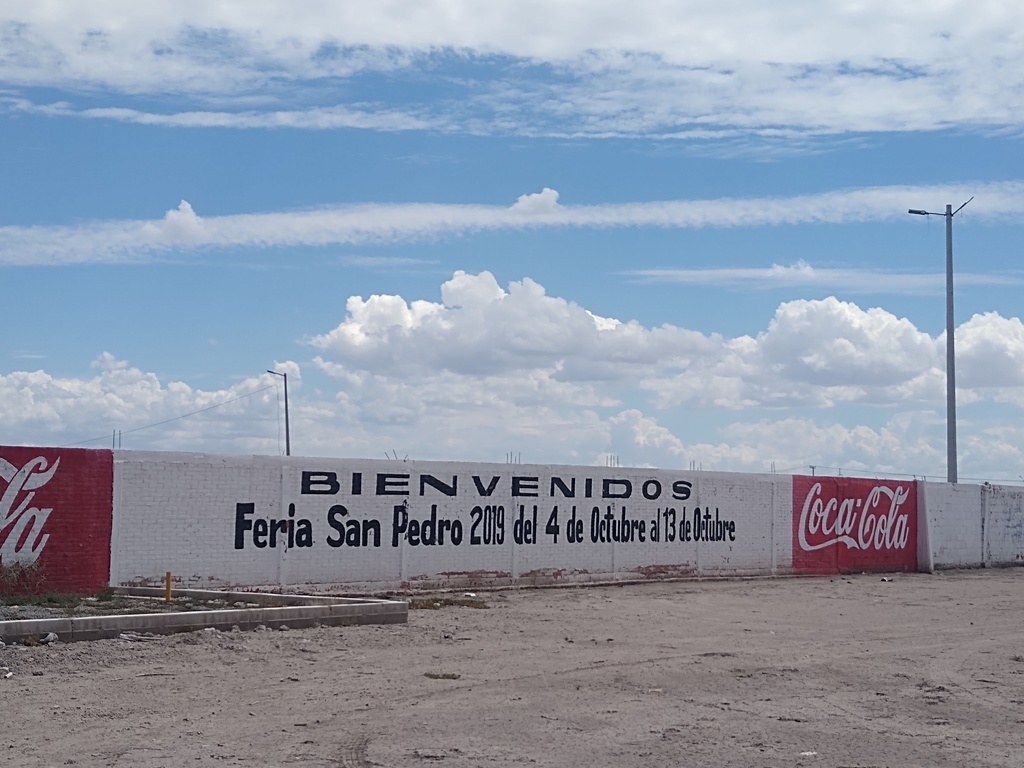 BIENVENIDOS
Feria San Pedro 2019 del 4 de Octubre al 13 de Octubre
Coca-Cola